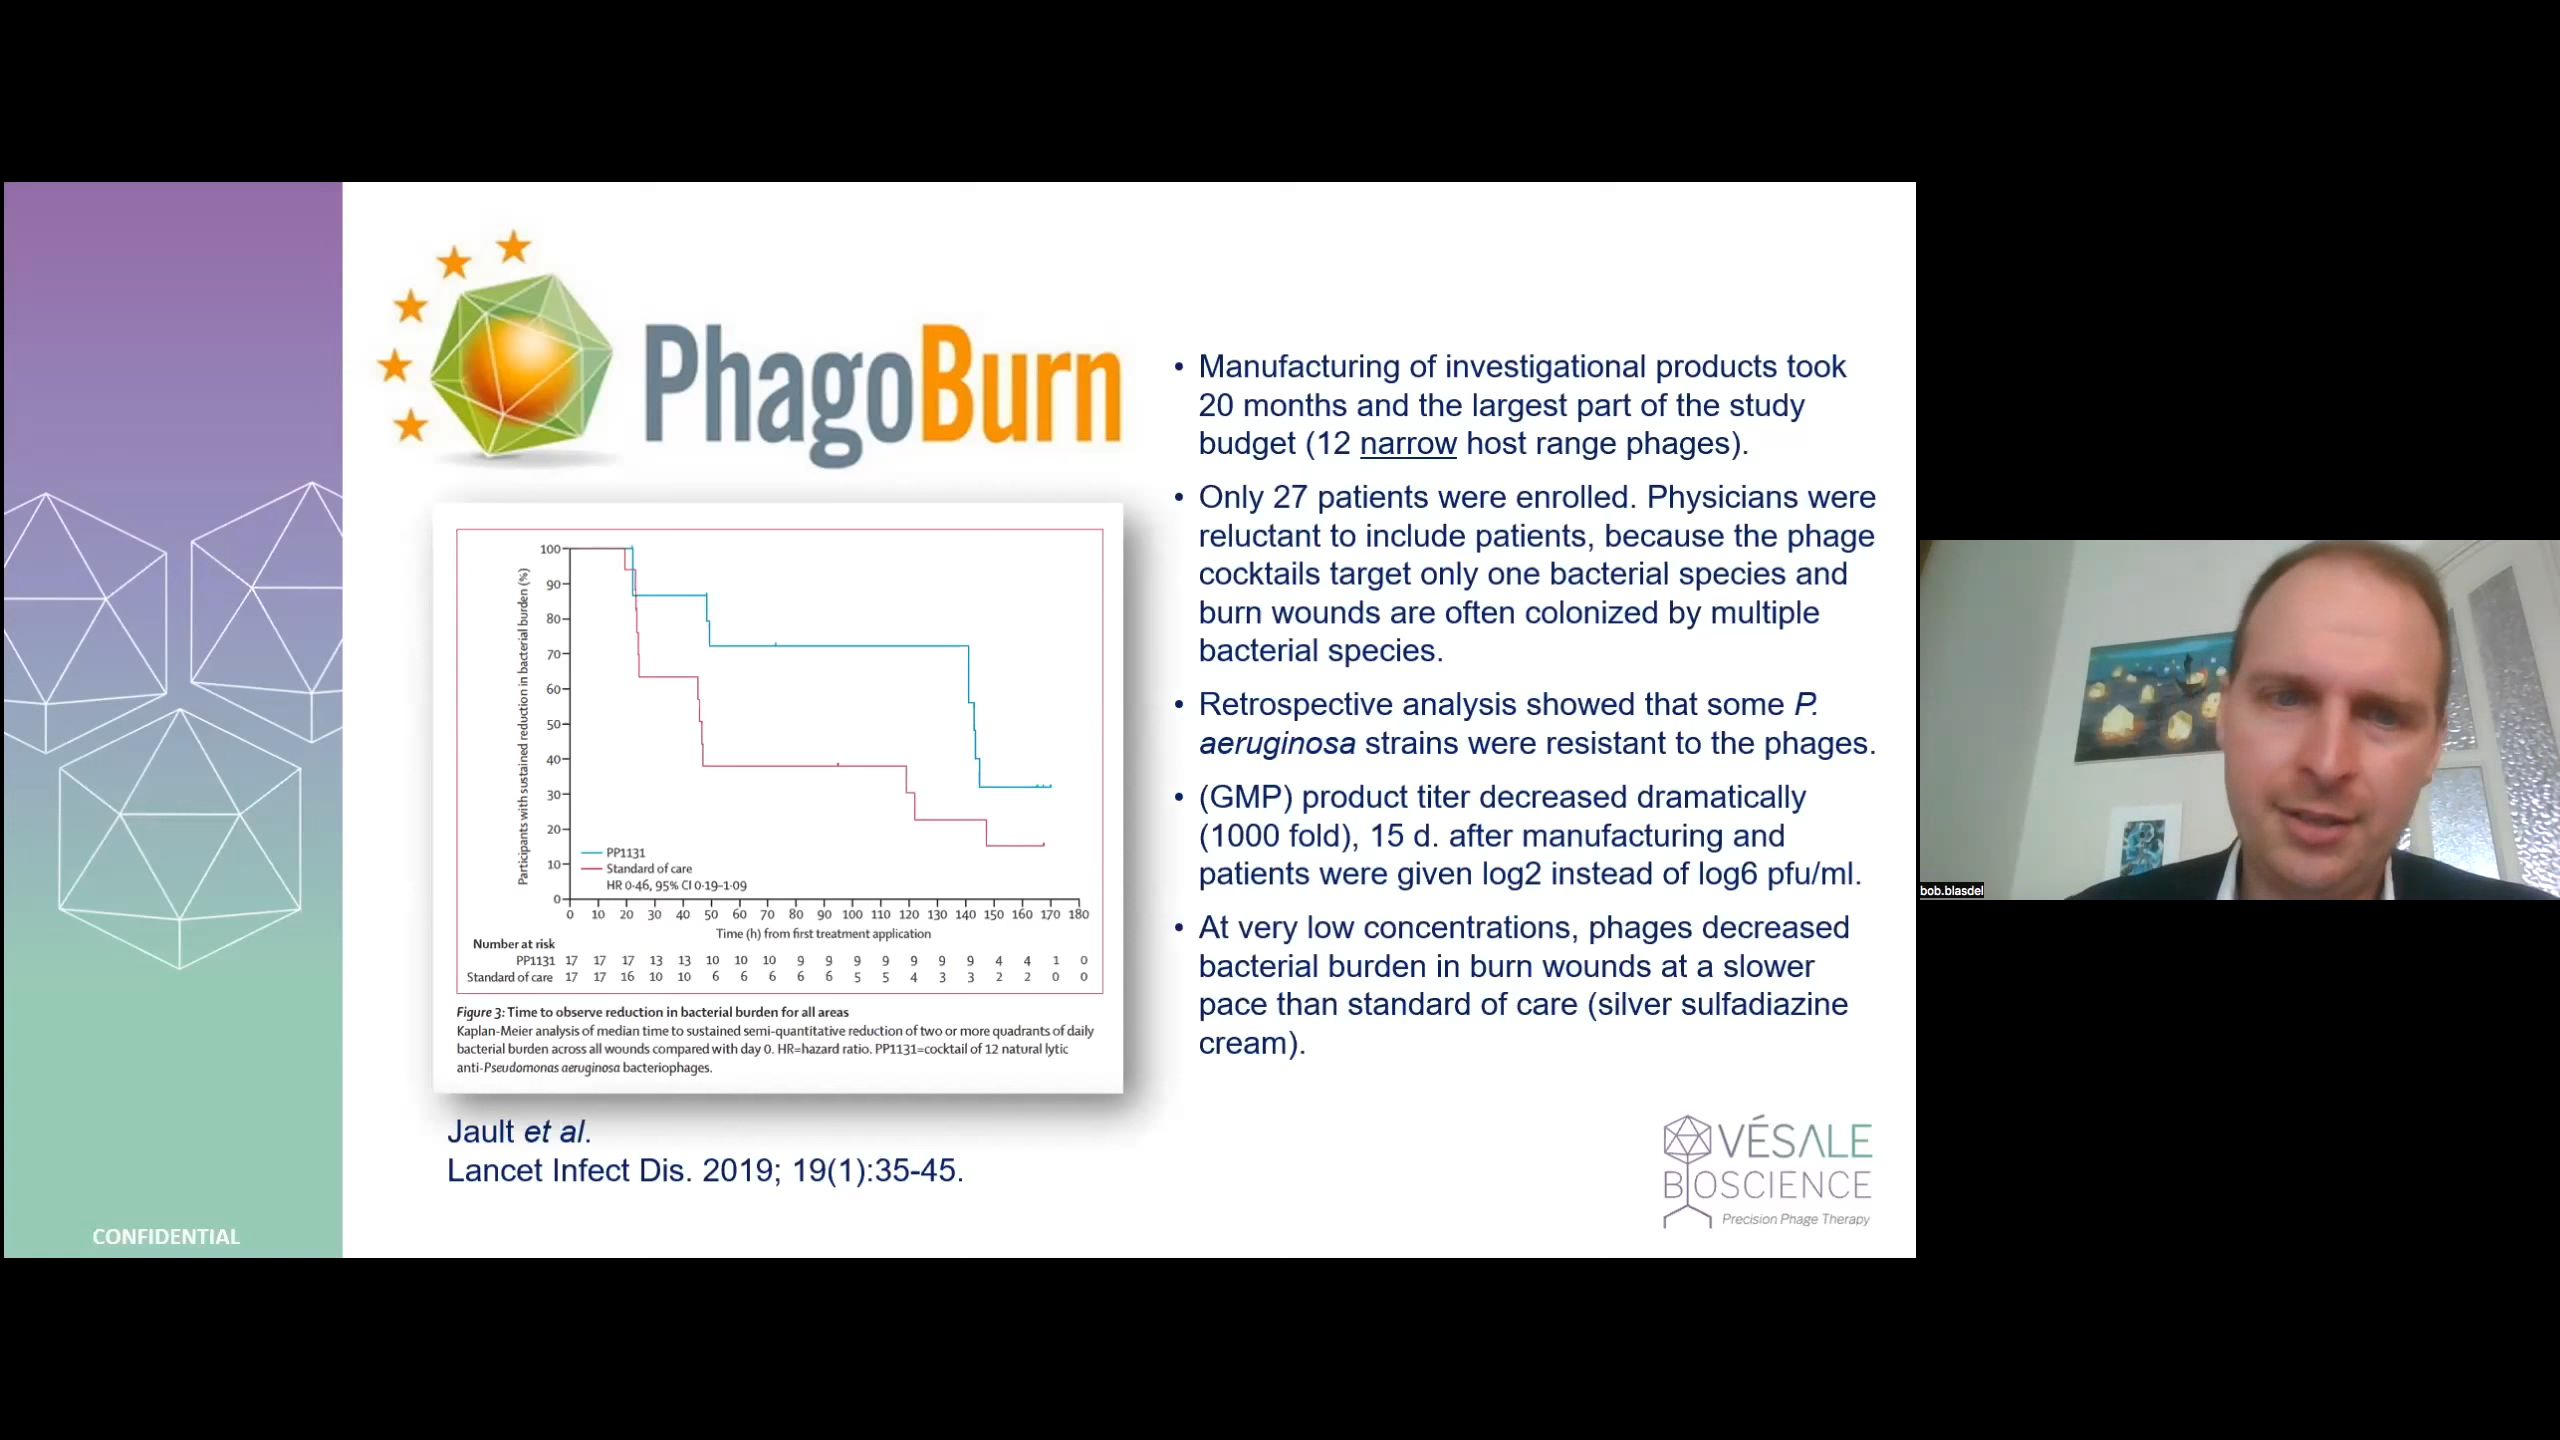 PhagoBurn
• Manufacturing of investigational products took
20 months and the largest part of the study
budget (12 narrow host range phages).
• Only 27 patients were enrolled. Physicians were
reluctant to include patients, because the phage
cocktails target only one bacterial species and
burn wounds are often colonized by multiple
bacterial species.
• Retrospective analysis showed that some P.
aeruginosa strains were resistant to the phages.
• (GMP) product titer decreased dramatically
(1000 fold), 15 d. after manufacturing and
patients were given log2 instead of log6 pfu/ml.
• At very low concentrations, phages decreased
bacterial burden in burn wounds at a slower
pace than standard of care (silver sulfadiazine
cream).
Participants with sustained reduction in bacterial burden (%)
100
90
80
70
60
50
40
30
20
10
0
PP1131
Standard of care
HR 0·46, 95% CI 0·19–1·09
0 10 20 30 40 50 60 70 80 90 100 110 120 130 140 150 160 170 180
Time (h) from first treatment application
Number at risk
PP1131 17 17 17 13 13 10 10 10 9 9 9 9 9 9 9 4 4 1 0
Standard of care 17 17 16 10 10 6 6 6 6 6 5 5 4 3 3 2 2 0 0
Figure 3: Time to observe reduction in bacterial burden for all areas
Kaplan-Meier analysis of median time to sustained semi-quantitative reduction of two or more quadrants of daily
bacterial burden across all wounds compared with day 0. HR=hazard ratio. PP1131=cocktail of 12 natural lytic
anti-Pseudomonas aeruginosa bacteriophages.
Jault et al.
Lancet Infect Dis. 2019; 19(1):35-45.
CONFIDENTIAL
VÉSALE
BIOSCIENCE
Precision Phage Therapy
bob.blasdel